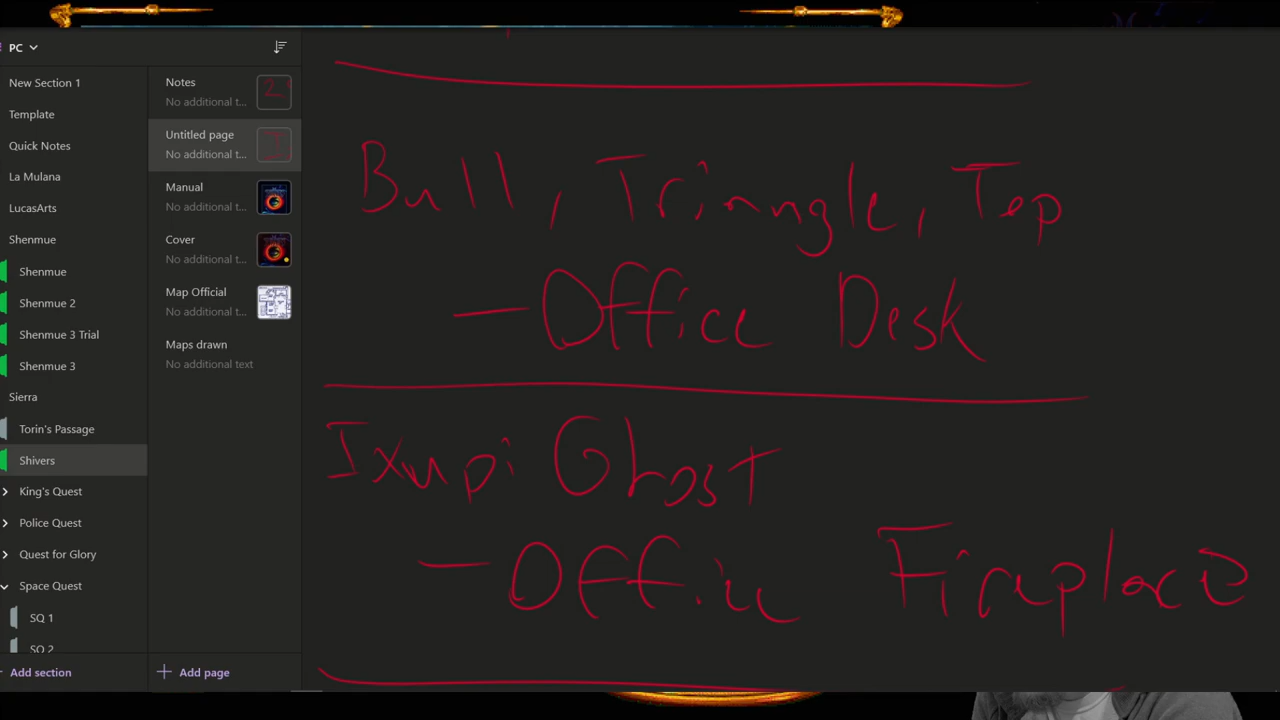 PC
New Section 1
Template
Quick Notes
La Mulana
LucasArts
Shenmue
Shenmue
Shenmue 2
Shenmue 3 Trial
Shenmue 3
Sierra
Torin's Passage
Shivers
King's Quest
Police Quest
Quest for Glory
Space Quest
SQ 1
SQ 2
Add section
Notes
No additional t...
Untitled page
No additional t...
Manual
No additional t...
Cover
No additional t...
Map Official
No additional t...
Maps drawn
No additional text
Add page
Bull, Triangle, Top
- Office Desk
Ixupi Ghost
- Office Fireplace